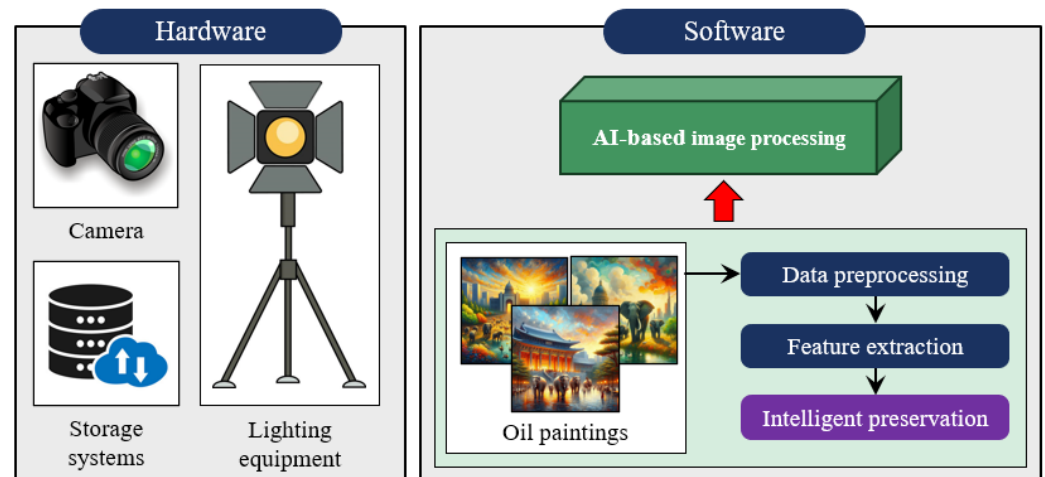 Hardware
Camera
Storage
systems
Lighting
equipment
Software
AI-based image processing
Oil paintings
Data preprocessing
Feature extraction
Intelligent preservation